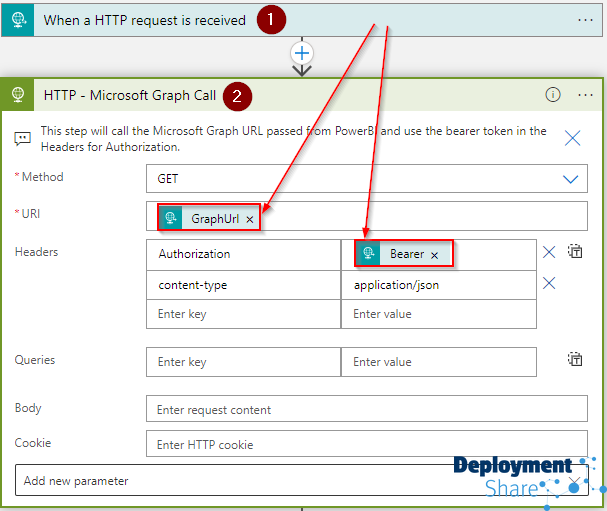 When a HTTP request is received 1
HTTP - Microsoft Graph Call 2
This step will call the Microsoft Graph URL passed from PowerBI and use the bearer token in the
Headers for Authorization.
* Method GET
* URI GraphUrl ×
Headers Authorization Bearer ×
content-type application/json
Enter key Enter value
Queries Enter key Enter value
Body Enter request content
Cookie Enter HTTP cookie
Add new parameter
Deployment
Share